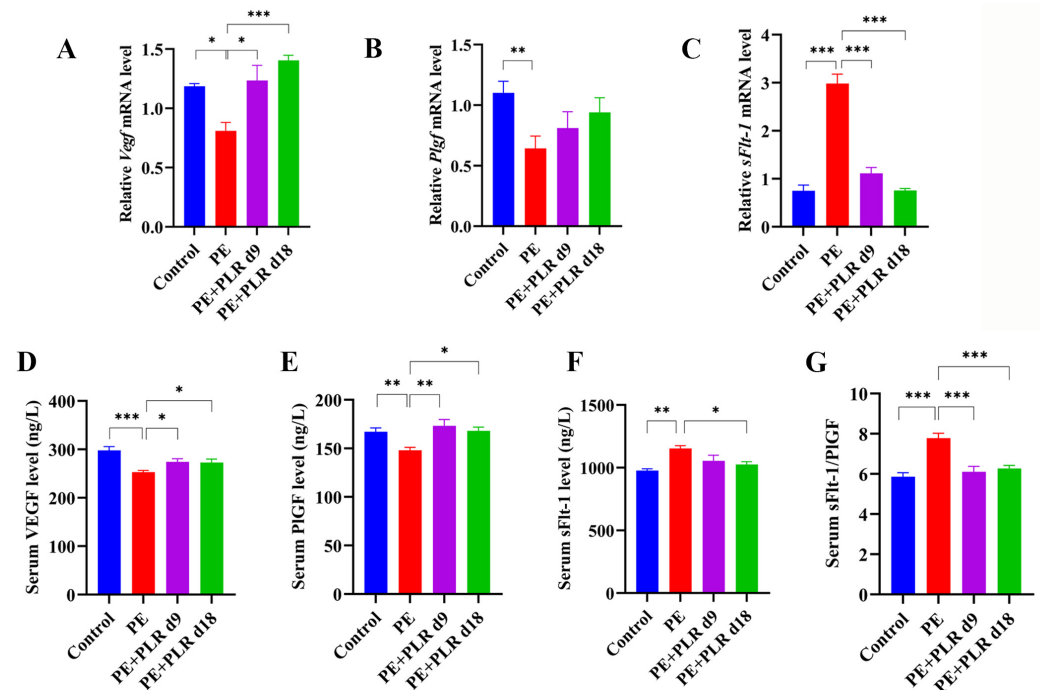 A
Relative Vegf mRNA level
1.5
1.0
0.5
0.0
* * ***
Control
PE
PE+PLR d9
PE+PLR d18
B
Relative Plgf mRNA level
1.5
1.0
0.5
0.0
**
Control
PE
PE+PLR d9
PE+PLR d18
C
Relative sFlt-1 mRNA level
4
3
2
1
0
*** *** ***
Control
PE
PE+PLR d9
PE+PLR d18
D
Serum VEGF level (ng/L)
400
300
200
100
0
*** * *
Control
PE
PE+PLR d9
PE+PLR d18
E
Serum PlGF level (ng/L)
200
150
100
50
0
** ** *
Control
PE
PE+PLR d9
PE+PLR d18
F
Serum sFlt-1 level (ng/L)
1500
1000
500
0
** *
Control
PE
PE+PLR d9
PE+PLR d18
G
Serum sFlt-1/PlGF
10
8
6
4
2
0
*** *** ***
Control
PE
PE+PLR d9
PE+PLR d18